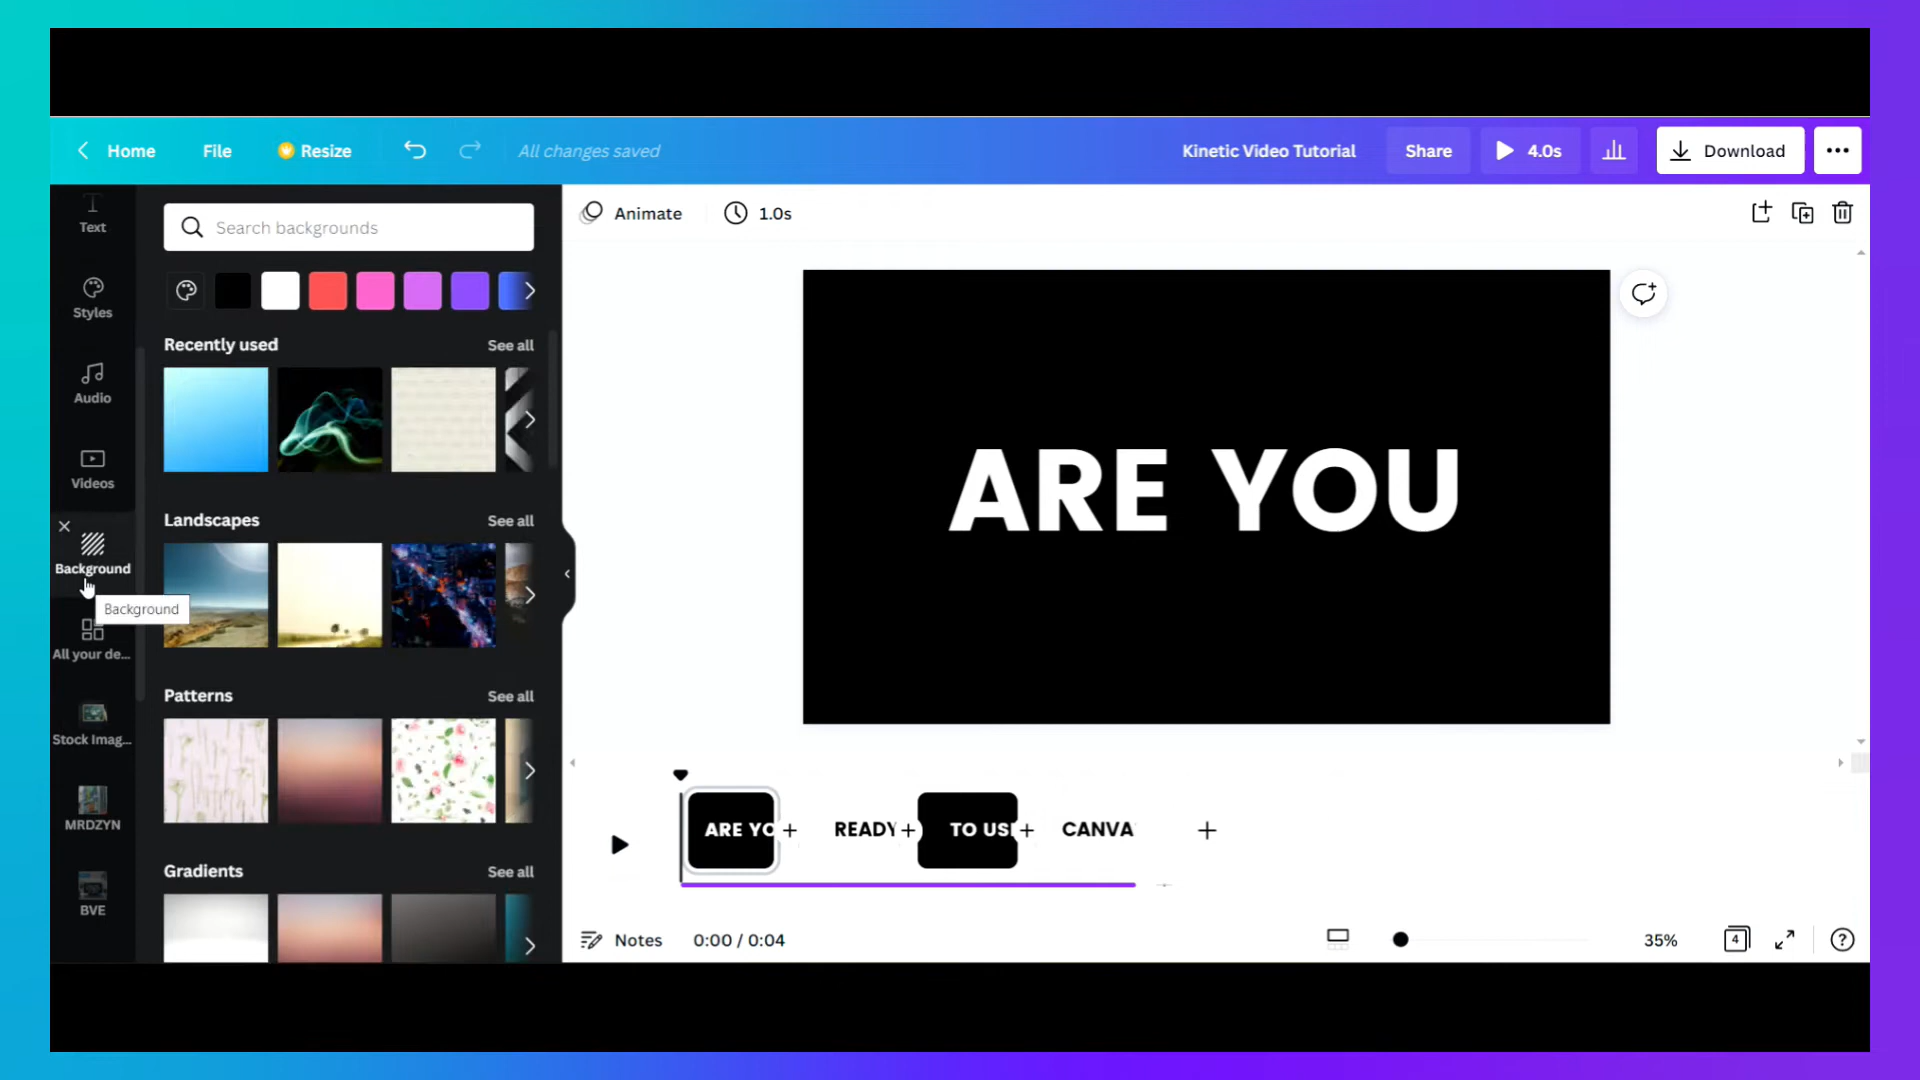 Home File Resize All changes saved Kinetic Video Tutorial Share 4.0s Download
Text
Styles
Audio
Videos
Background
Background
All your de...
Stock Imag...
MRDZYN
BVE
Search backgrounds
Recently used See all
Landscapes See all
Patterns See all
Gradients See all
Animate 1.0s
ARE YOU
ARE YO
READY
TO US
CANVA
Notes 0:00 / 0:04
35% 4